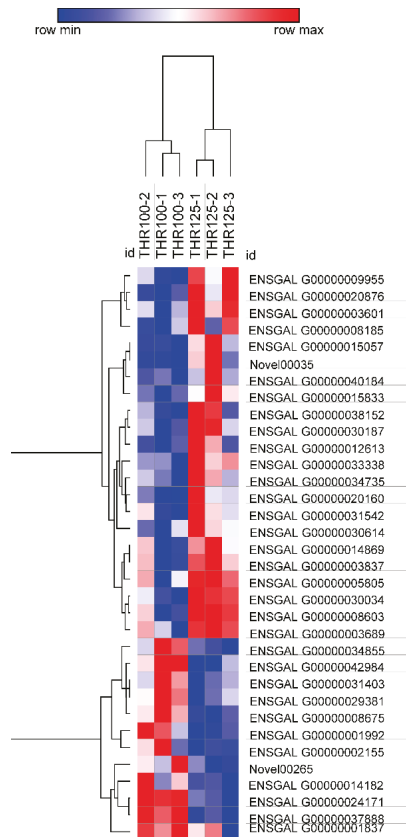 row min
row max
THR100-2
THR100-1
THR100-3
THR125-1
THR125-2
THR125-3
id
id
ENSGAL G00000009955
ENSGAL G00000020876
ENSGAL G00000003601
ENSGAL G00000008185
ENSGAL G00000015057
Novel00035
ENSGAL G00000040184
ENSGAL G00000015833
ENSGAL G00000038152
ENSGAL G00000030187
ENSGAL G00000012613
ENSGAL G00000033338
ENSGAL G00000034735
ENSGAL G00000020160
ENSGAL G00000031542
ENSGAL G00000030614
ENSGAL G00000014869
ENSGAL G00000003837
ENSGAL G00000005805
ENSGAL G00000030034
ENSGAL G00000008603
ENSGAL G00000003689
ENSGAL G00000034855
ENSGAL G00000042984
ENSGAL G00000031403
ENSGAL G00000029381
ENSGAL G00000008675
ENSGAL G00000001992
ENSGAL G00000002155
Novel00265
ENSGAL G00000014182
ENSGAL G00000024171
ENSGAL G00000037888
ENSGAL G00000001837